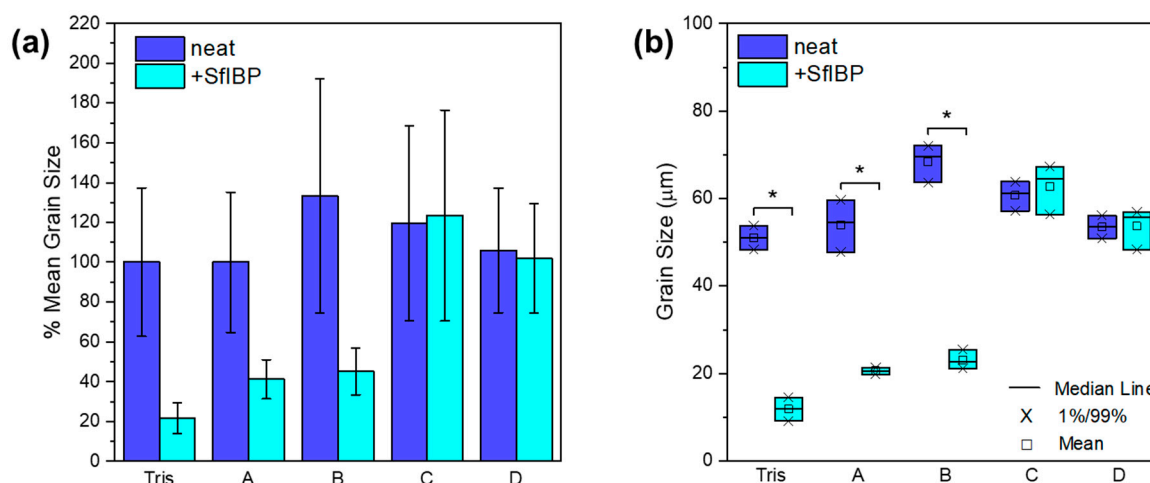 (a)
% Mean Grain Size
220
200
180
160
140
120
100
80
60
40
20
0
neat
+SfIBP
Tris A B C D
(b)
Grain Size (μm)
100
80
60
40
20
0
neat
+SfIBP
*
*
*
Median Line
X 1%/99%
Mean
Tris A B C D